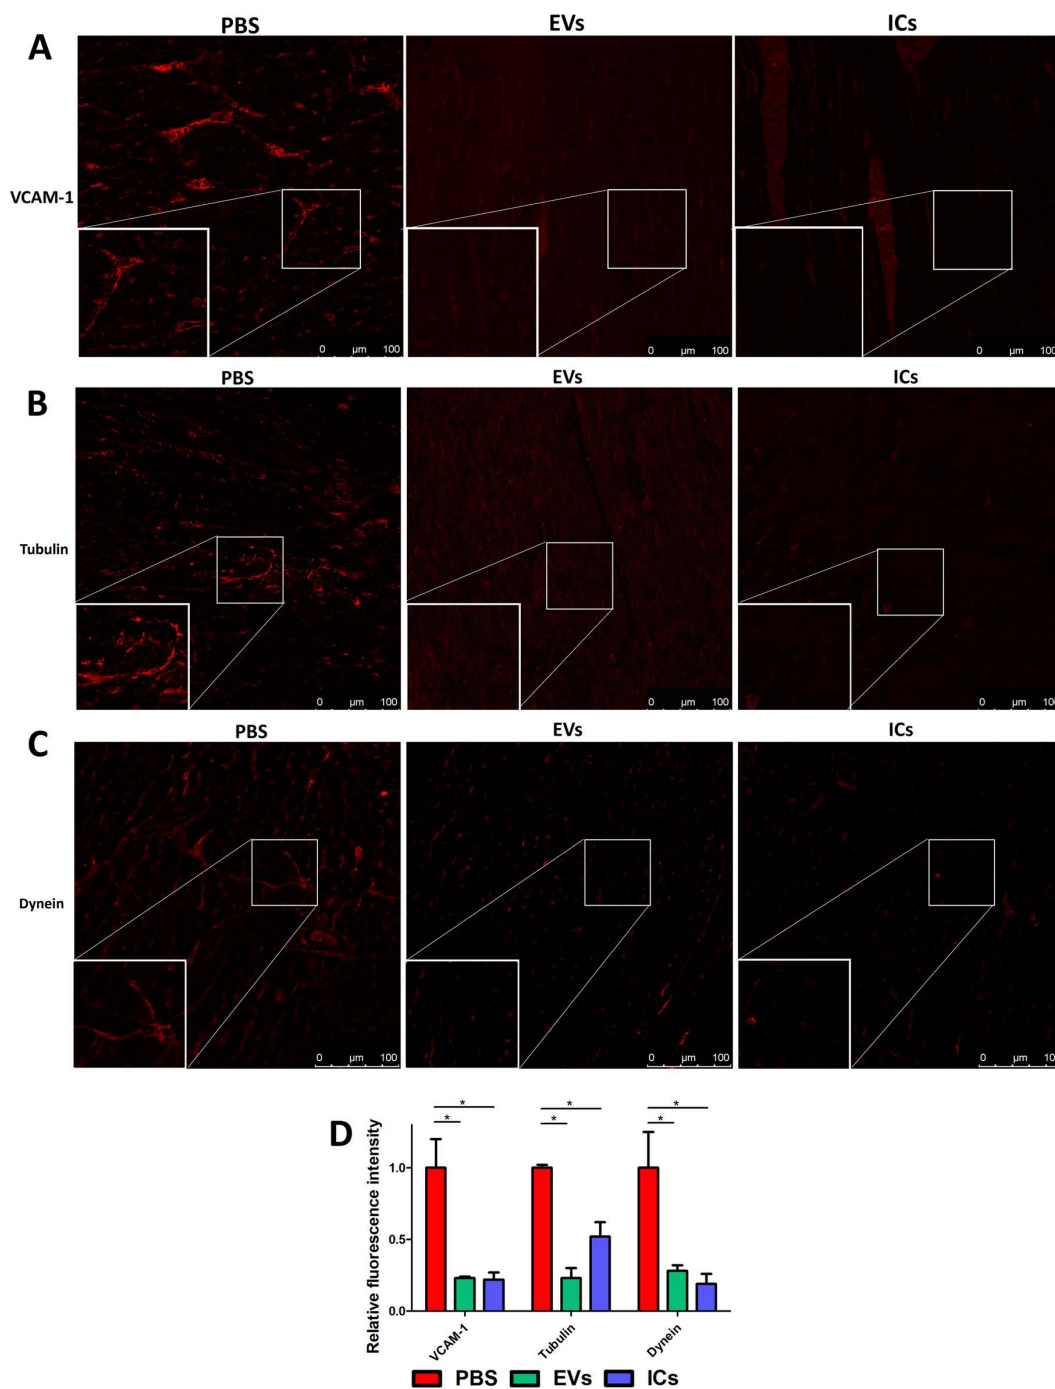 PBS EVs ICs
A
VCAM-1
0 µm 100 0 µm 100 0 µm 100
PBS EVs ICs
B
Tubulin
0 µm 100 0 µm 100 0 µm 100
PBS EVs ICs
C
Dynein
0 µm 100 0 µm 100 0 µm 100
D
* * *
* * *
Relative fluorescence intensity
1.0
0.5
0.0
VCAM-1 Tubulin Dynein
PBS EVs ICs